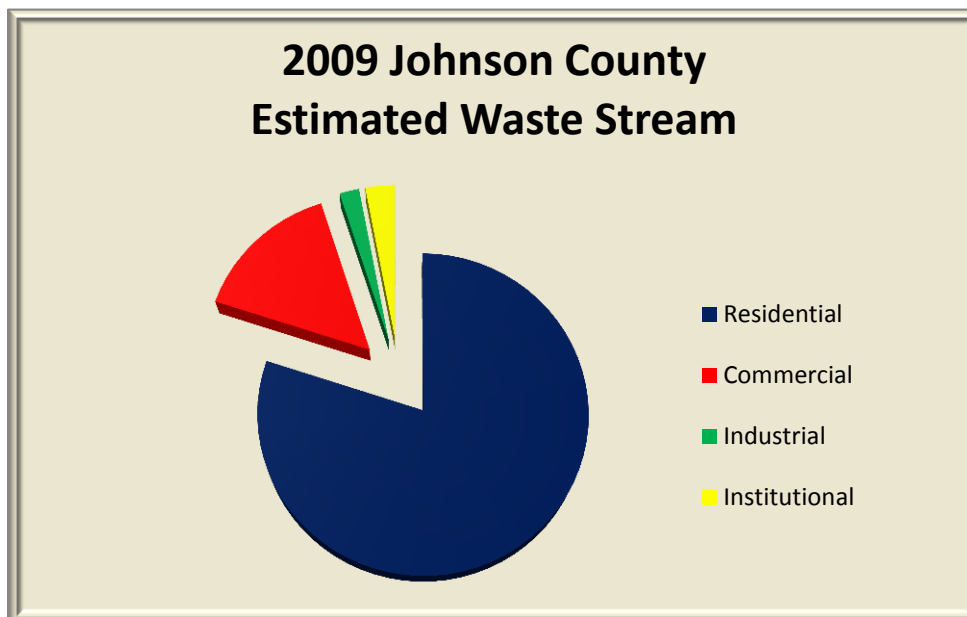 2009 Johnson County
Estimated Waste Stream
Residential
Commercial
Industrial
Institutional